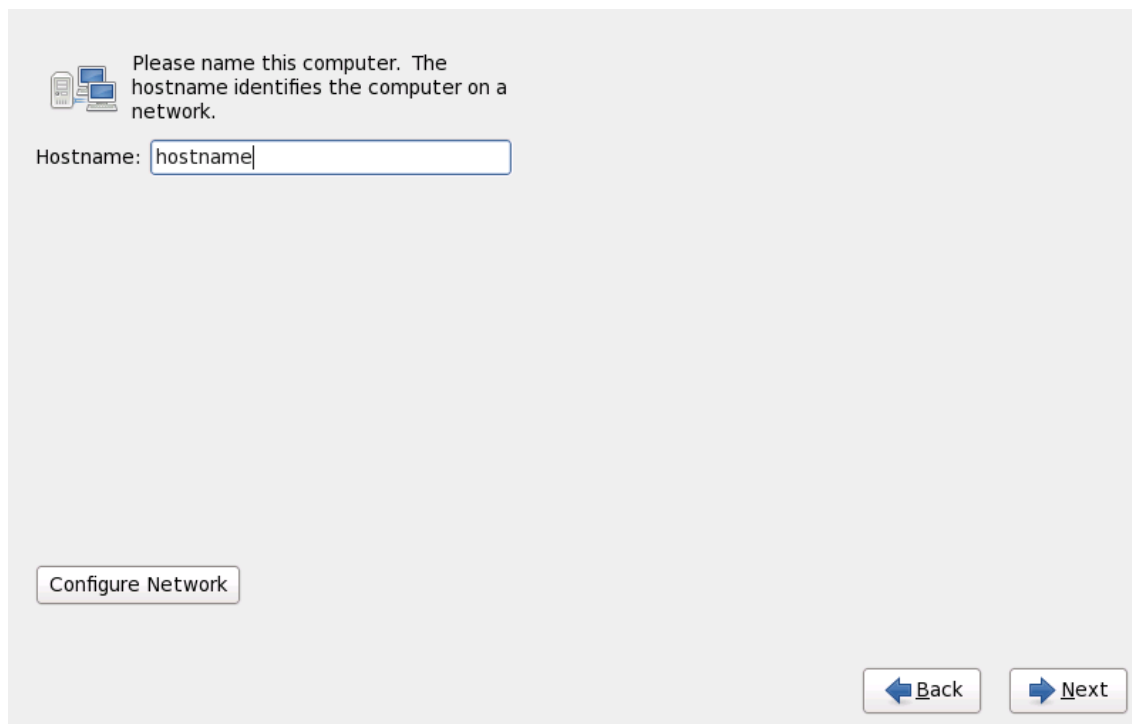 Please name this computer.  The
hostname identifies the computer on a
network.
Hostname: hostname
Configure Network
Back
Next